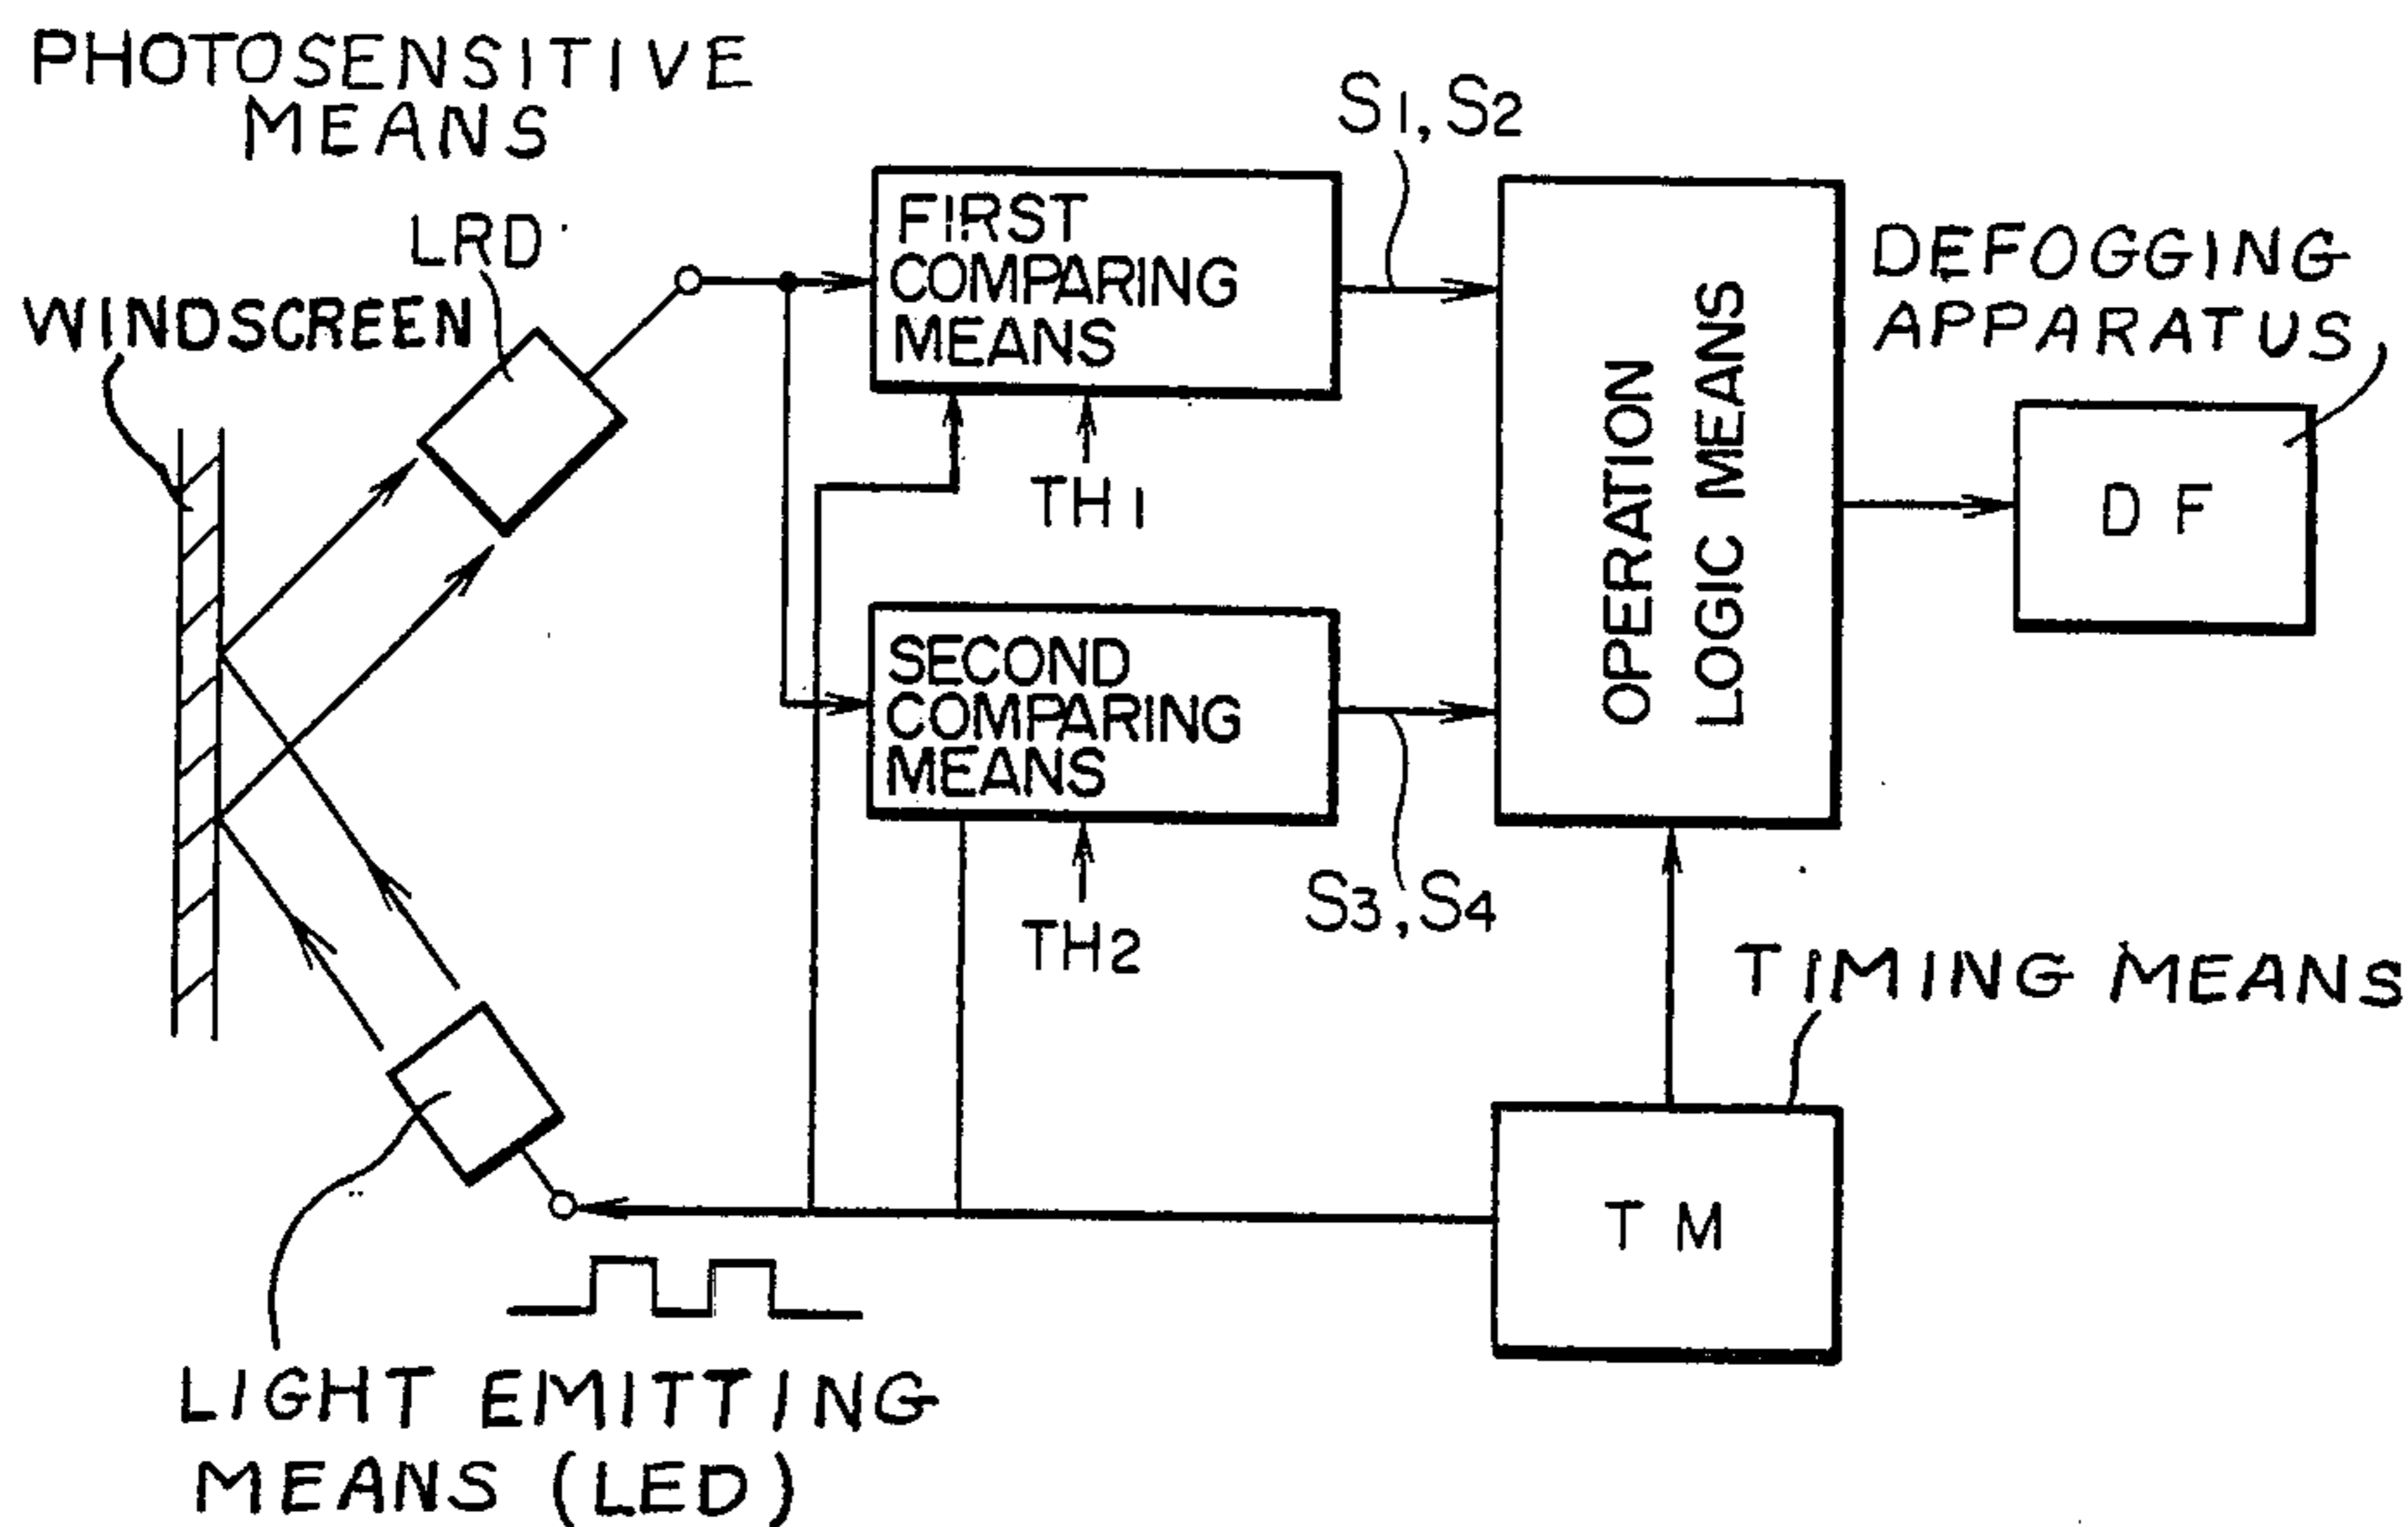 PHOTOSENSITIVE
MEANS
LRD
WINDSCREEN
S1, S2
FIRST
COMPARING
MEANS
TH1
OPERATION
LOGIC MEANS
DEFOGGING
APPARATUS
DF
SECOND
COMPARING
MEANS
TH2
S3, S4
TIMING MEANS
TM
LIGHT EMITTING
MEANS (LED)